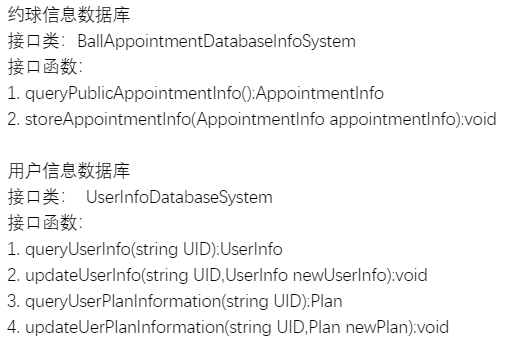 约球信息数据库
接口类：BallAppointmentDatabaseInfoSystem
接口函数：
1. queryPublicAppointmentInfo():AppointmentInfo
2. storeAppointmentInfo(AppointmentInfo appointmentInfo):void
用户信息数据库
接口类： UserInfoDatabaseSystem
接口函数：
1. queryUserInfo(string UID):UserInfo
2. updateUserInfo(string UID,UserInfo newUserInfo):void
3. queryUserPlanInformation(string UID):Plan
4. updateUerPlanInformation(string UID,Plan newPlan):void